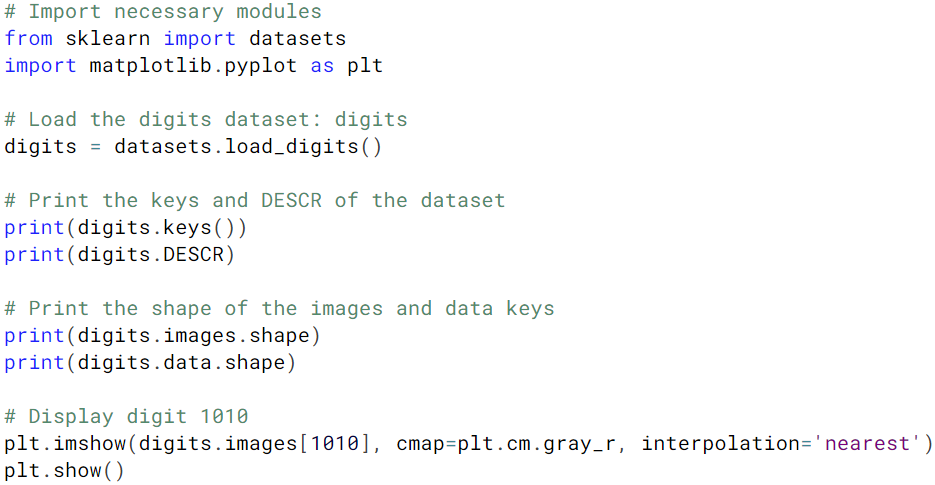 # Import necessary modules
from sklearn import datasets
import matplotlib.pyplot as plt

# Load the digits dataset: digits
digits = datasets.load_digits()

# Print the keys and DESCR of the dataset
print(digits.keys())
print(digits.DESCR)

# Print the shape of the images and data keys
print(digits.images.shape)
print(digits.data.shape)

# Display digit 1010
plt.imshow(digits.images[1010], cmap=plt.cm.gray_r, interpolation='nearest')
plt.show()